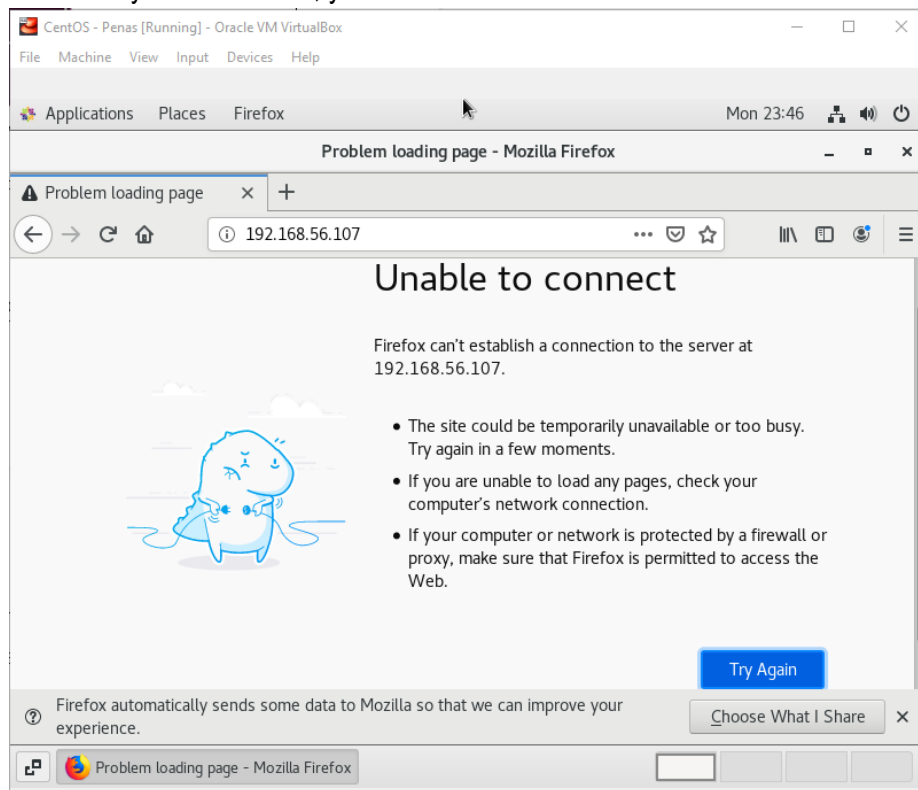 CentOS - Penas [Running] - Oracle VM VirtualBox
File Machine View Input Devices Help
Applications Places Firefox Mon 23:46
Problem loading page - Mozilla Firefox
Problem loading page
192.168.56.107
Unable to connect
Firefox can't establish a connection to the server at
192.168.56.107.
• The site could be temporarily unavailable or too busy.
Try again in a few moments.
• If you are unable to load any pages, check your
computer's network connection.
• If your computer or network is protected by a firewall or
proxy, make sure that Firefox is permitted to access the
Web.
Try Again
Firefox automatically sends some data to Mozilla so that we can improve your
experience.
Choose What I Share
Problem loading page - Mozilla Firefox